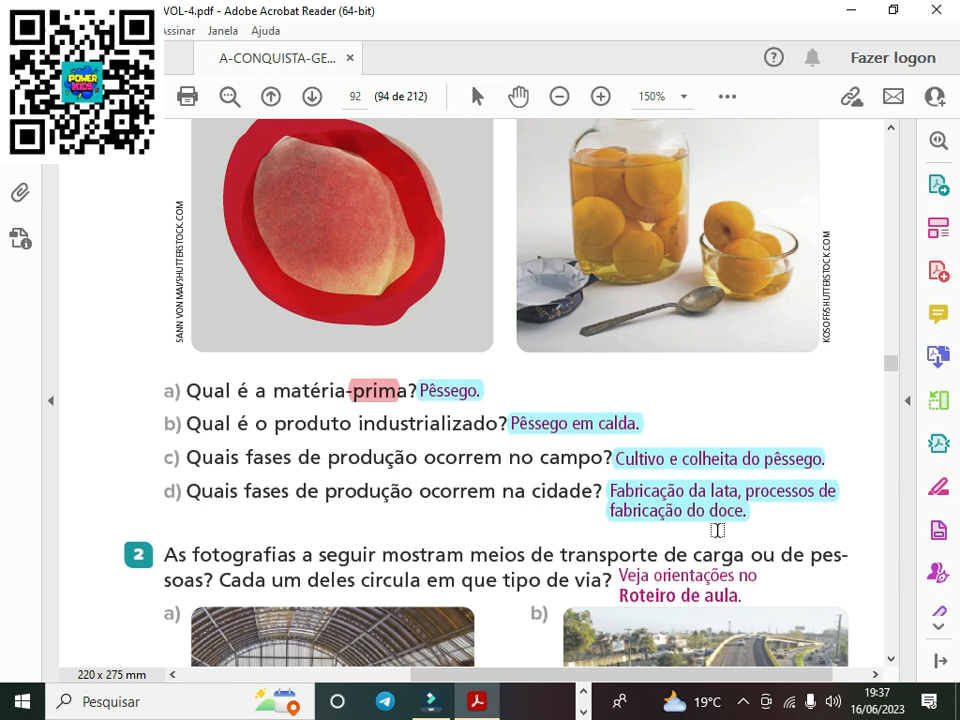 VOL-4.pdf - Adobe Acrobat Reader (64-bit)
Assinar Janela Ajuda
A-CONQUISTA-GE...
Fazer logon
92 (94 de 212)
150%
POWER KIDS
SANN VON MAI/SHUTTERSTOCK.COM
KOSOFF/SHUTTERSTOCK.COM
a) Qual é a matéria-prima? Pêssego.
b) Qual é o produto industrializado? Pêssego em calda.
c) Quais fases de produção ocorrem no campo? Cultivo e colheita do pêssego.
d) Quais fases de produção ocorrem na cidade? Fabricação da lata, processos de
fabricação do doce.
2 As fotografias a seguir mostram meios de transporte de carga ou de pes-
soas? Cada um deles circula em que tipo de via? Veja orientações no
Roteiro de aula.
a) b)
220 x 275 mm
Pesquisar
19°C
19:37
16/06/2023